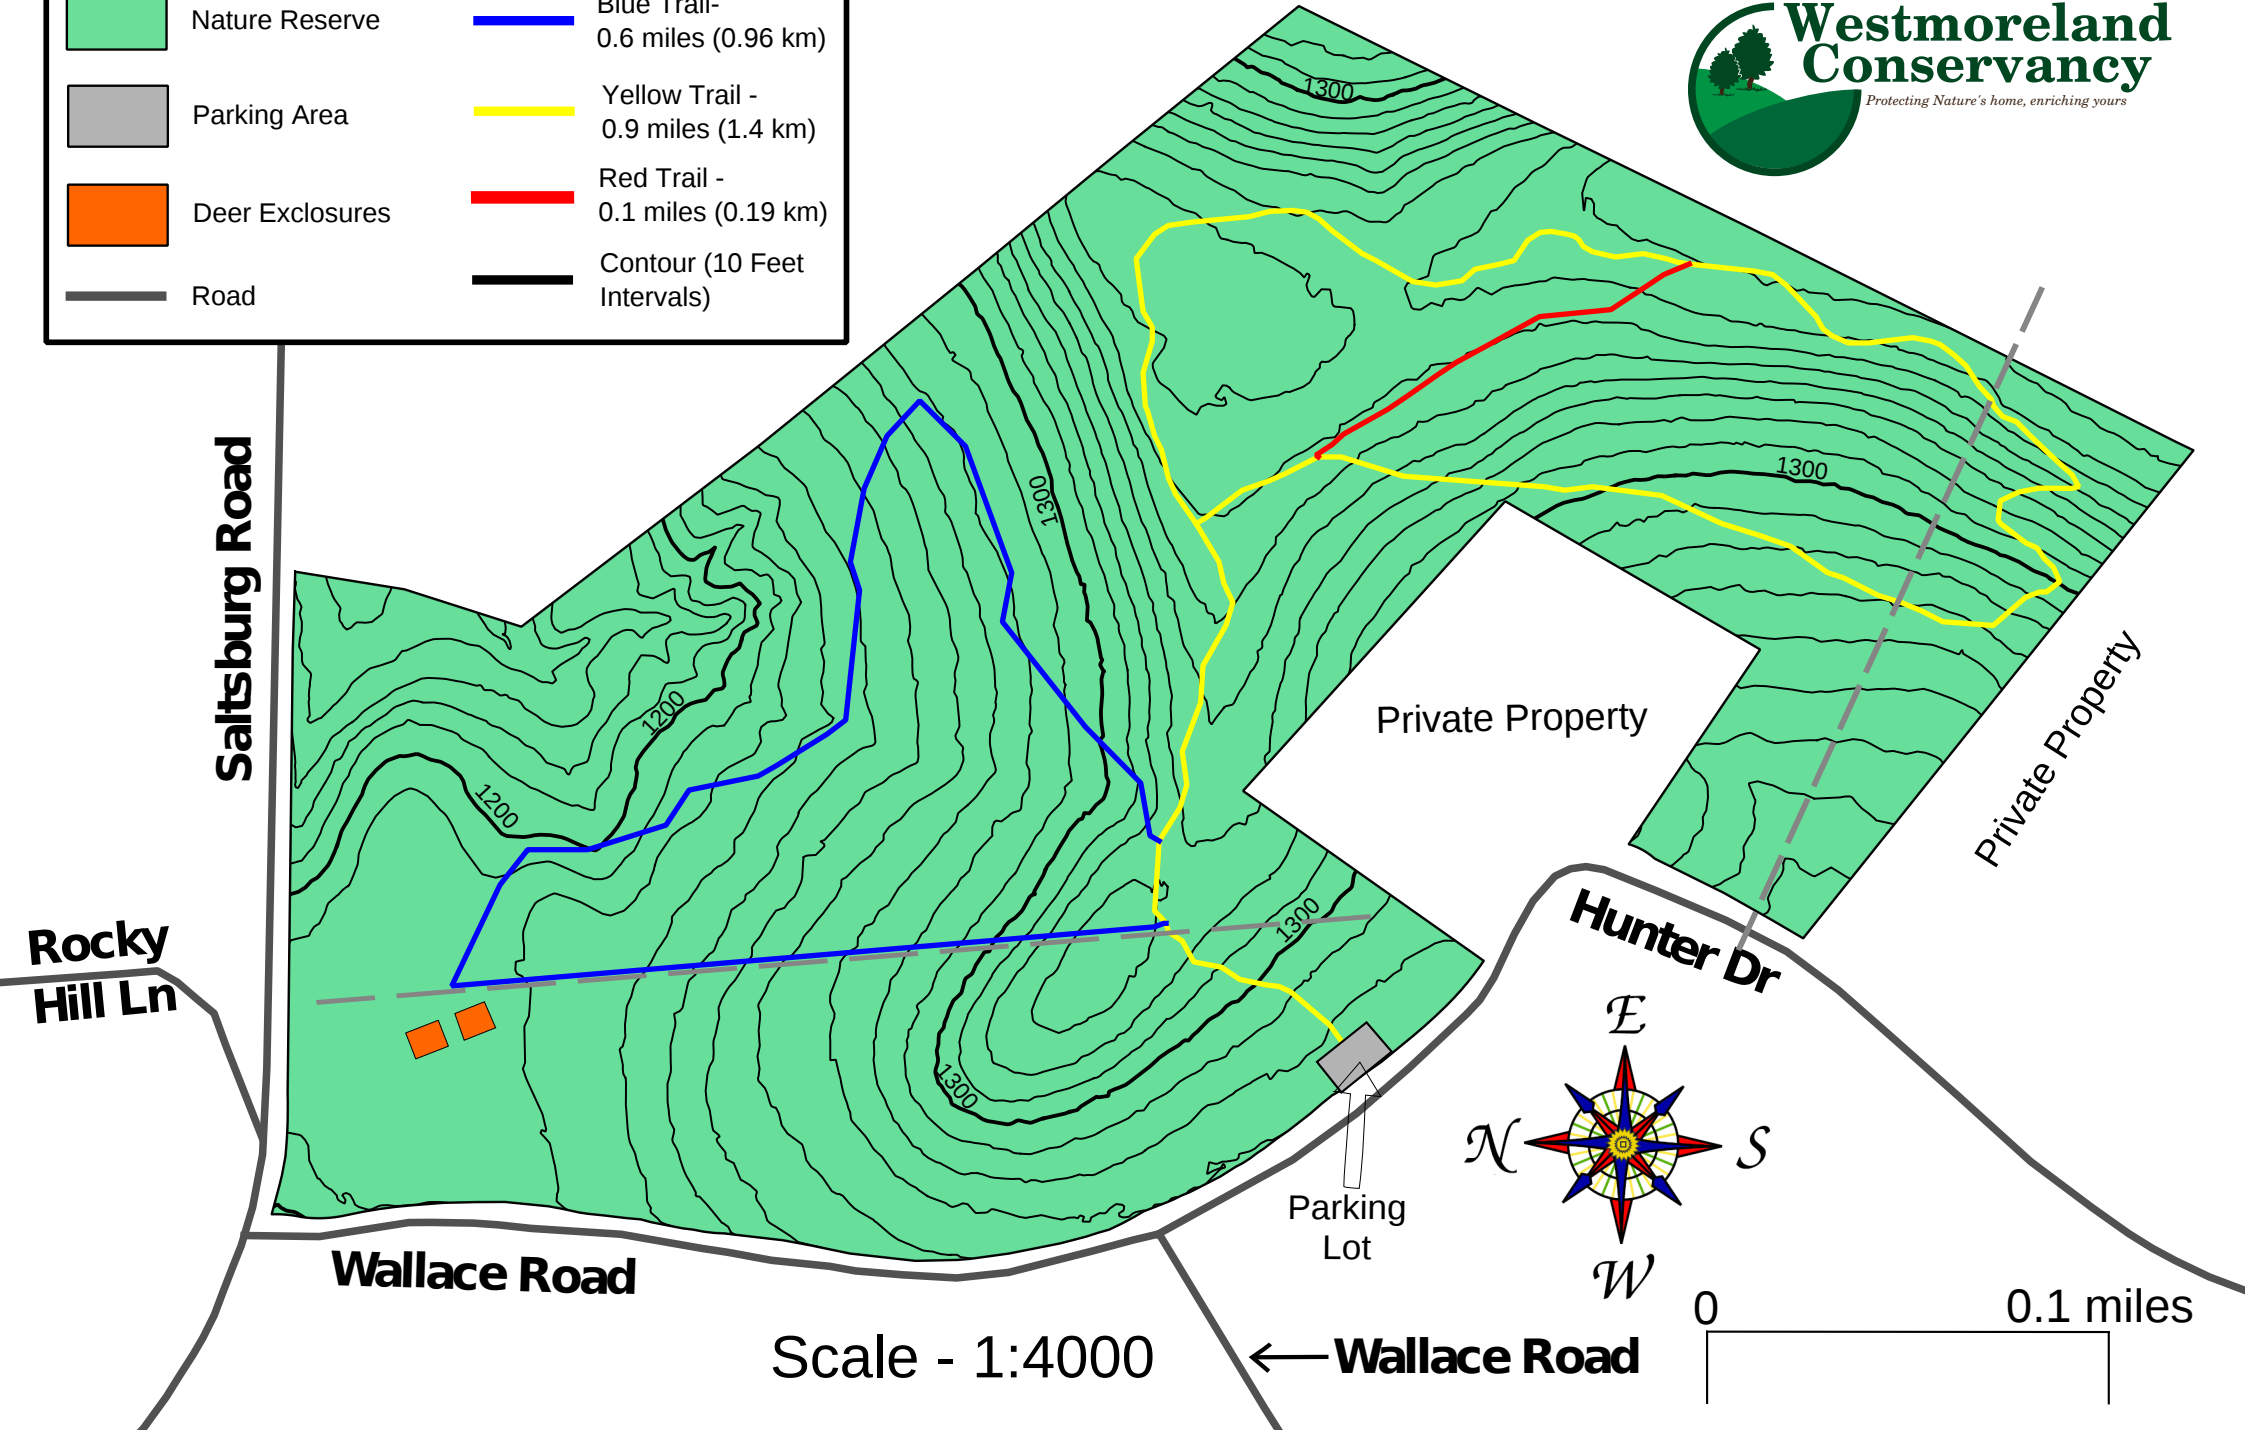 Nature Reserve
Parking Area
Deer Exclosures
Road
Blue Trail-
0.6 miles (0.96 km)
Yellow Trail -
0.9 miles (1.4 km)
Red Trail -
0.1 miles (0.19 km)
Contour (10 Feet
Intervals)
Westmoreland
Conservancy
Protecting Nature's home, enriching yours
1300
1300
1300
1200
1200
1300
1300
Saltsburg Road
Rocky
Hill Ln
Private Property
Private Property
Hunter Dr
Wallace Road
Parking
Lot
E
N
S
W
Scale - 1:4000
Wallace Road
0
0.1 miles